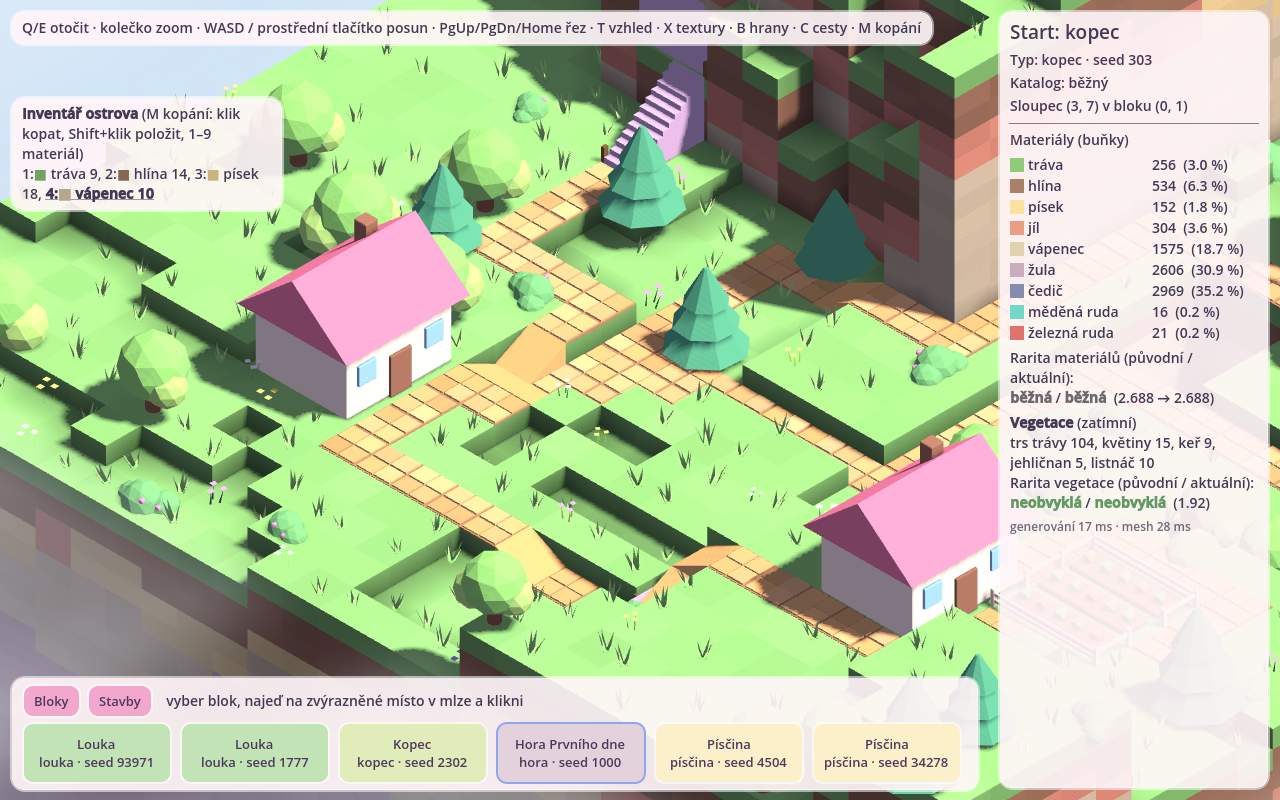 Q/E otočit · kolečko zoom · WASD / prostřední tlačítko posun · PgUp/PgDn/Home řez · T vzhled · X textury · B hrany · C cesty · M kopání
Inventář ostrova (M kopání: klik
kopat, Shift+klik položit, 1–9
materiál)
1: tráva 9, 2: hlína 14, 3: písek
18, 4: vápenec 10
Start: kopec
Typ: kopec · seed 303
Katalog: běžný
Sloupec (3, 7) v bloku (0, 1)
Materiály (buňky)
tráva 256 (3.0 %)
hlína 534 (6.3 %)
písek 152 (1.8 %)
jíl 304 (3.6 %)
vápenec 1575 (18.7 %)
žula 2606 (30.9 %)
čedič 2969 (35.2 %)
měděná ruda 16 (0.2 %)
železná ruda 21 (0.2 %)
Rarita materiálů (původní /
aktuální):
běžná / běžná (2.688 → 2.688)
Vegetace (zatímní)
trs trávy 104, květiny 15, keř 9,
jehličnan 5, listnáč 10
Rarita vegetace (původní / aktuální):
neobvyklá / neobvyklá (1.92)
generování 17 ms · mesh 28 ms
Bloky Stavby vyber blok, najeď na zvýrazněné místo v mlze a klikni
Louka
louka · seed 93971
Louka
louka · seed 1777
Kopec
kopec · seed 2302
Hora Prvního dne
hora · seed 1000
Písčina
písčina · seed 4504
Písčina
písčina · seed 34278